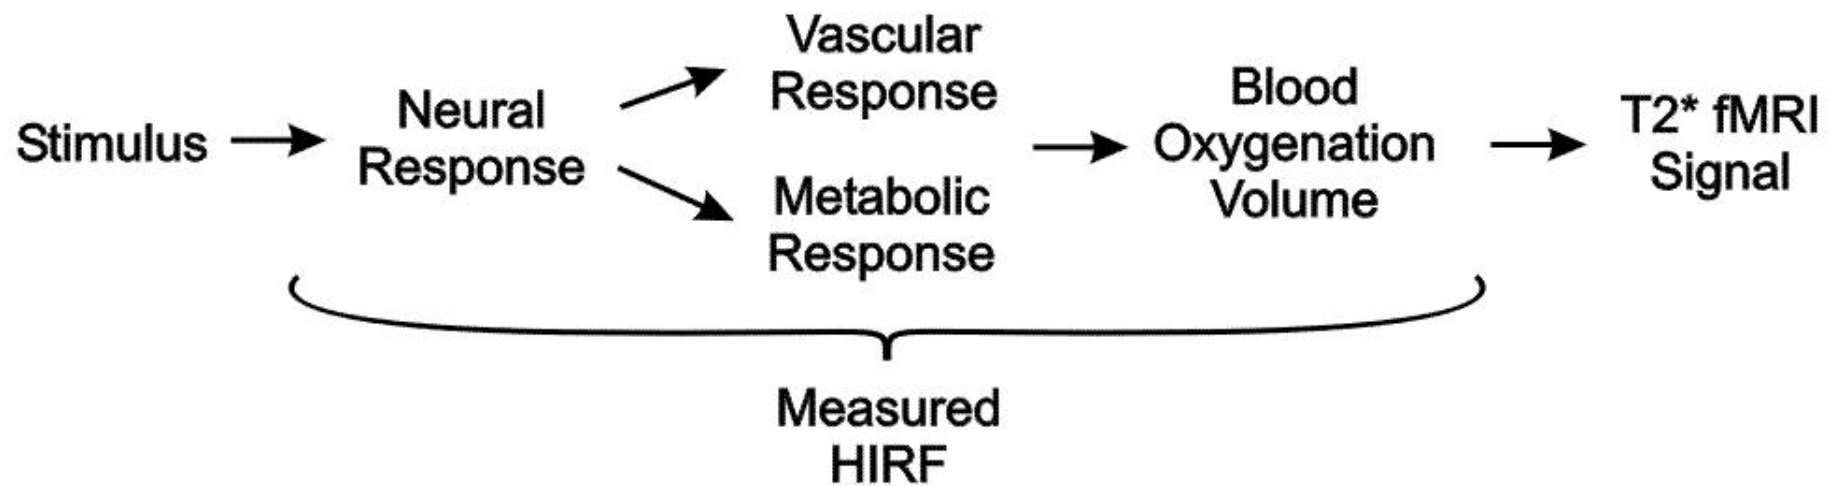 Stimulus
Neural
Response
Vascular
Response
Metabolic
Response
Blood
Oxygenation
Volume
T2* fMRI
Signal
Measured
HIRF